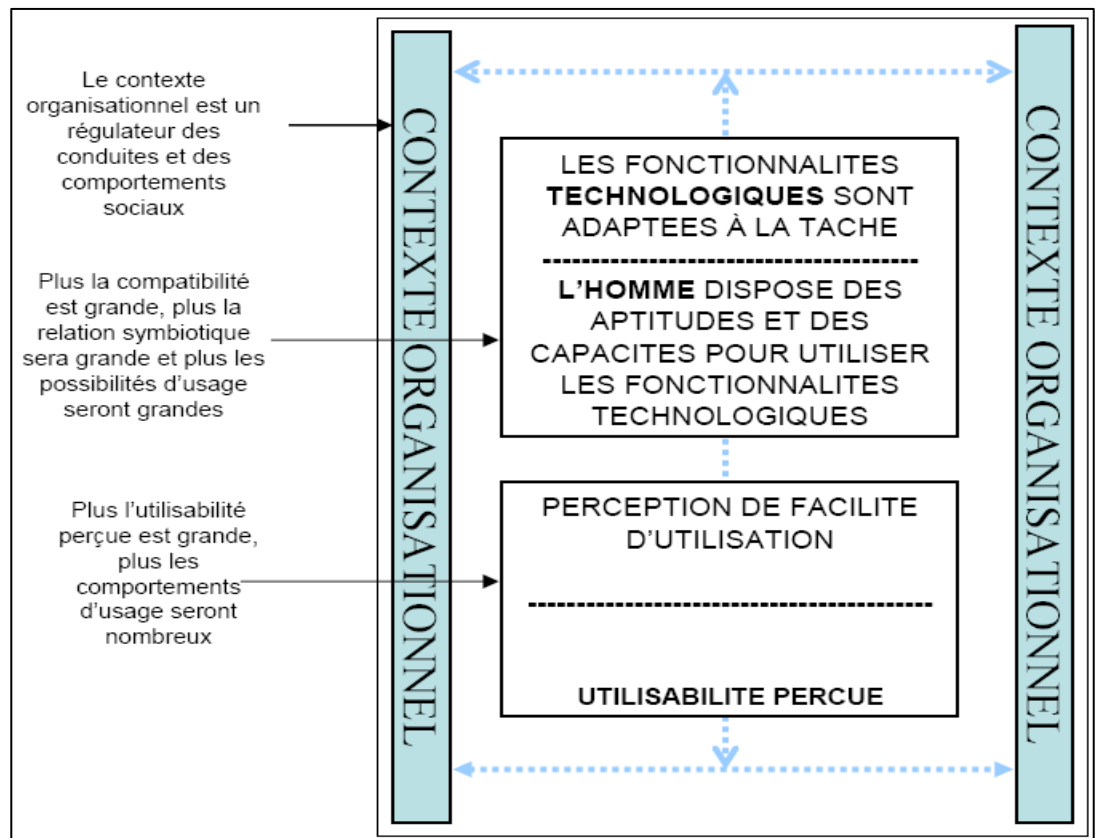 Le contexte
organisationnel est un
régulateur des
conduites et des
comportements
sociaux
Plus la compatibilité
est grande, plus la
relation symbiotique
sera grande et plus les
possibilités d'usage
seront grandes
Plus l'utilisabilité
perçue est grande,
plus les
comportements
d'usage seront
nombreux
CONTEXTE ORGANISATIONNEL
LES FONCTIONNALITES
TECHNOLOGIQUES SONT
ADAPTEES À LA TACHE
L'HOMME DISPOSE DES
APTITUDES ET DES
CAPACITES POUR UTILISER
LES FONCTIONNALITES
TECHNOLOGIQUES
PERCEPTION DE FACILITE
D'UTILISATION
UTILISABILITE PERCUE
CONTEXTE ORGANISATIONNEL